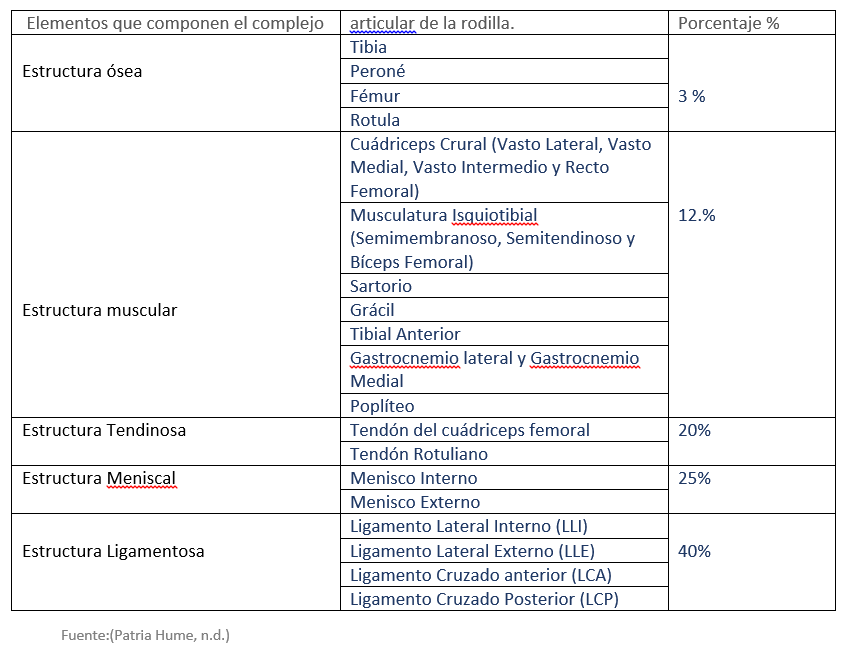 Elementos que componen el complejo articular de la rodilla. Porcentaje %
Estructura ósea
Tibia
Peroné
Fémur
Rotula
3 %
Estructura muscular
Cuádriceps Crural (Vasto Lateral, Vasto
Medial, Vasto Intermedio y Recto
Femoral)
Musculatura Isquiotibial
(Semimembranoso, Semitendinoso y
Bíceps Femoral)
Sartorio
Grácil
Tibial Anterior
Gastrocnemio lateral y Gastrocnemio
Medial
Poplíteo
12.%
Estructura Tendinosa
Tendón del cuádriceps femoral
Tendón Rotuliano
20%
Estructura Meniscal
Menisco Interno
Menisco Externo
25%
Estructura Ligamentosa
Ligamento Lateral Interno (LLI)
Ligamento Lateral Externo (LLE)
Ligamento Cruzado anterior (LCA)
Ligamento Cruzado Posterior (LCP)
40%
Fuente:(Patria Hume, n.d.)